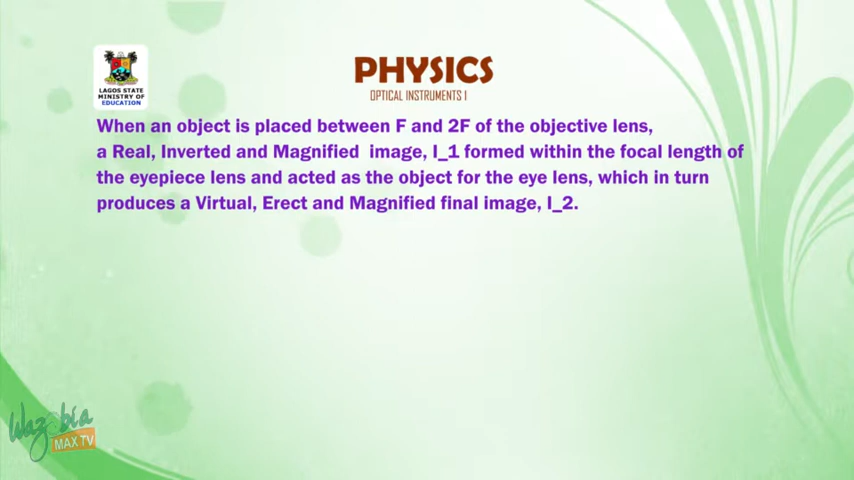 LAGOS STATE
MINISTRY OF
EDUCATION
PHYSICS
OPTICAL INSTRUMENTS I
When an object is placed between F and 2F of the objective lens,
a Real, Inverted and Magnified image, I_1 formed within the focal length of
the eyepiece lens and acted as the object for the eye lens, which in turn
produces a Virtual, Erect and Magnified final image, I_2.
Wazobia
MAX TV